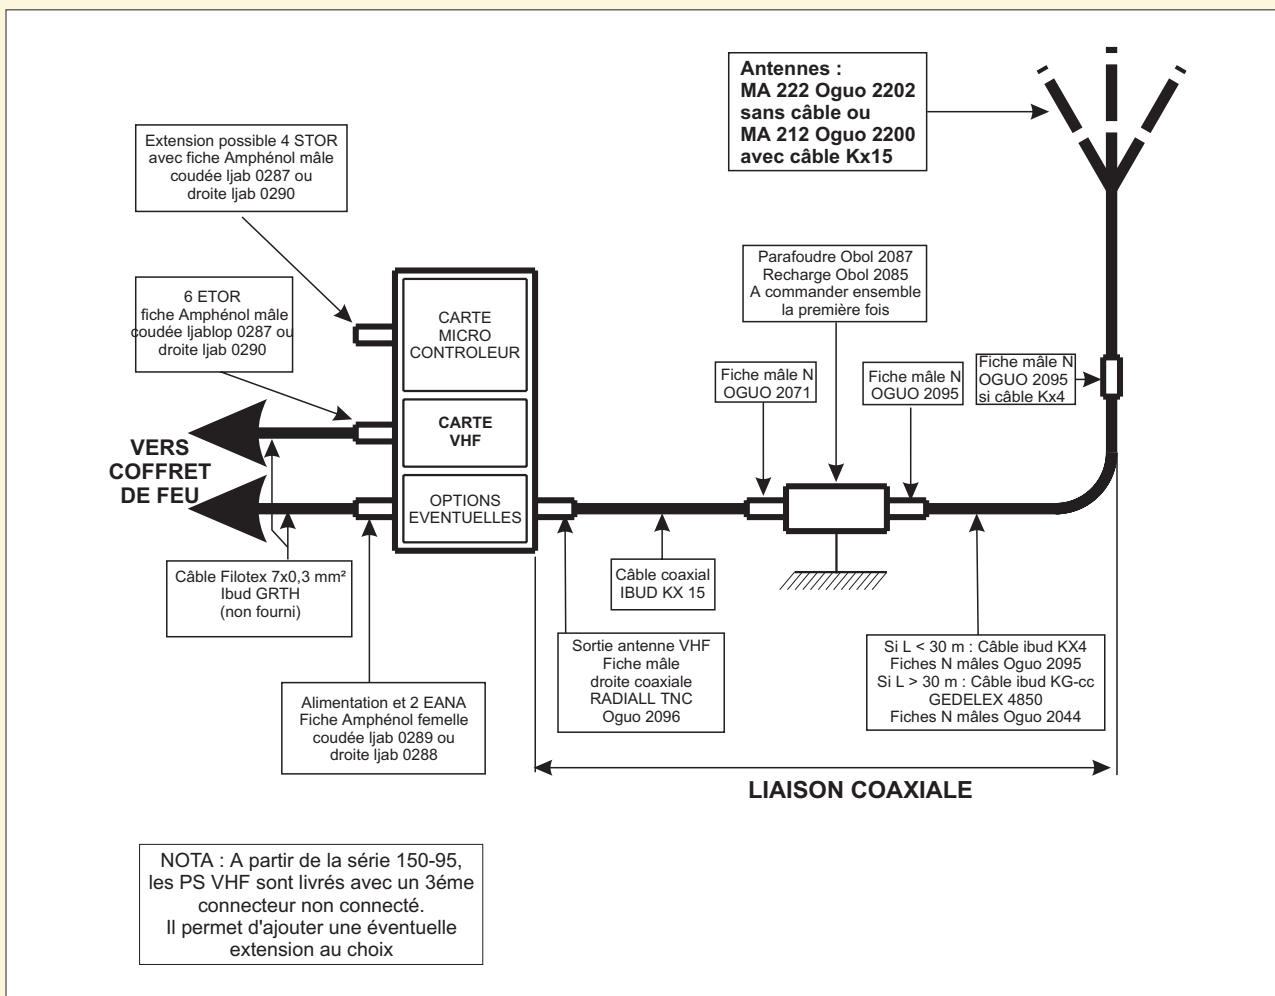 Antennes :
MA 222 Oguo 2202
sans câble ou
MA 212 Oguo 2200
avec câble Kx15
Extension possible 4 STOR
avec fiche Amphénol mâle
coudée Ijab 0287 ou
droite Ijab 0290
6 ETOR
fiche Amphénol mâle
coudée Ijablop 0287 ou
droite Ijab 0290
CARTE
MICRO
CONTROLEUR
CARTE
VHF
OPTIONS
EVENTUELLES
Parafoudre Obol 2087
Recharge Obol 2085
A commander ensemble
la première fois
Fiche mâle N
OGUO 2071
Fiche mâle N
OGUO 2095
Fiche mâle N
OGUO 2095
si câble Kx4
VERS
COFFRET
DE FEU
Câble Filotex 7x0,3 mm²
Ibud GRTH
(non fourni)
Câble coaxial
IBUD KX 15
Sortie antenne VHF
Fiche mâle
droite coaxiale
RADIALL TNC
Oguo 2096
Si L < 30 m : Câble ibud KX4
Fiches N mâles Oguo 2095
Si L > 30 m : Câble ibud KG-cc
GEDELEX 4850
Fiches N mâles Oguo 2044
Alimentation et 2 EANA
Fiche Amphénol femelle
coudée Ijab 0289 ou
droite Ijab 0288
LIAISON COAXIALE
NOTA : A partir de la série 150-95,
les PS VHF sont livrés avec un 3éme
connecteur non connecté.
Il permet d'ajouter une éventuelle
extension au choix